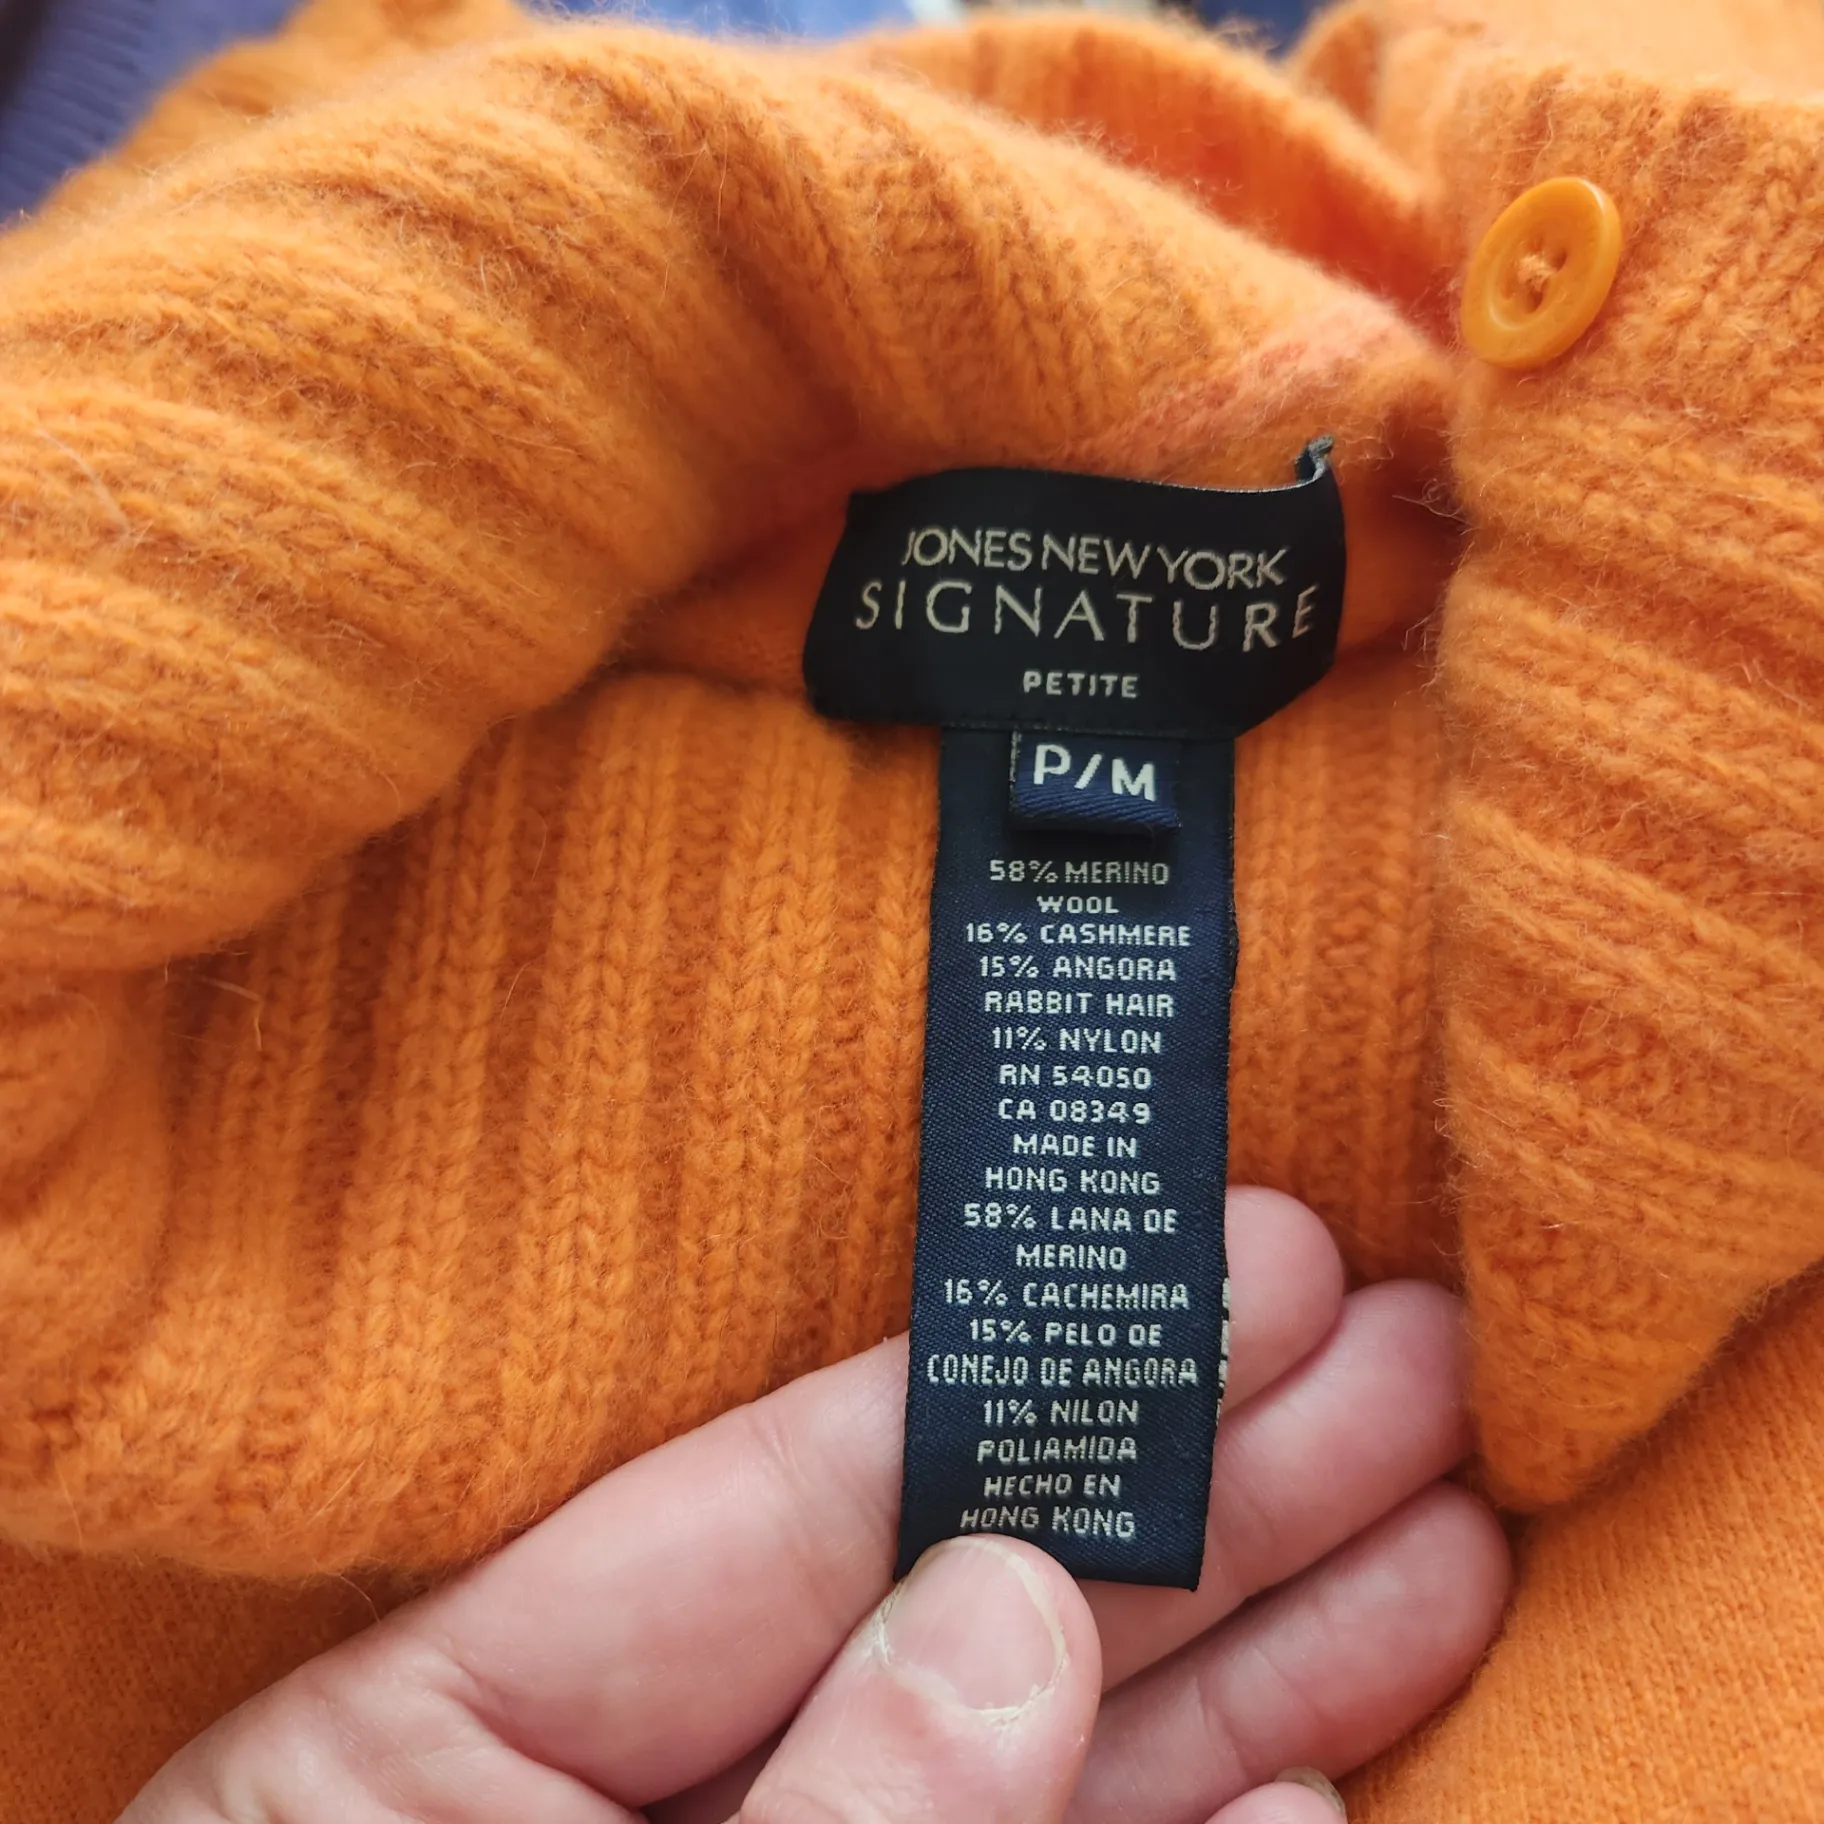 JONES NEW YORK
SIGNATURE
PETITE
P/M
58% MERINO
WOOL
16% CASHMERE
15% ANGORA
RABBIT HAIR
11% NYLON
RN 54050
CA 08349
MADE IN
HONG KONG
58% LANA DE
MERINO
16% CACHEMIRA
15% PELO DE
CONEJO DE ANGORA
11% NILON
POLIAMIDA
HECHO EN
HONG KONG